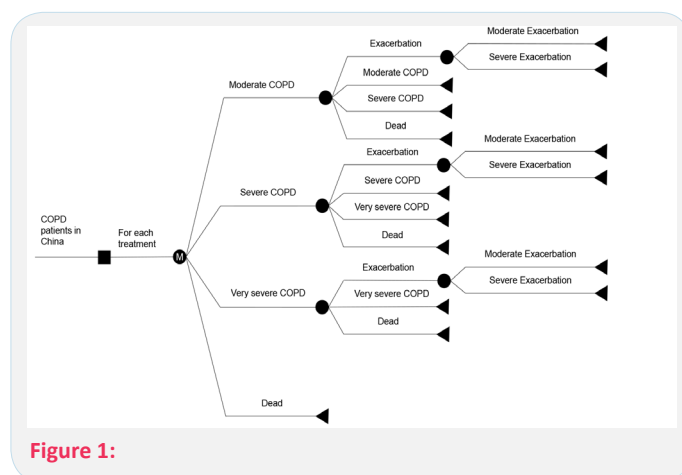 Moderate Exacerbation
Exacerbation
Severe Exacerbation
Moderate COPD
Moderate COPD
Severe COPD
Dead
Moderate Exacerbation
Exacerbation
Severe Exacerbation
Severe COPD
Severe COPD
Very severe COPD
Dead
COPD
patients in
China
For each
treatment
M
Moderate Exacerbation
Exacerbation
Severe Exacerbation
Very severe COPD
Very severe COPD
Dead
Dead
Figure 1: